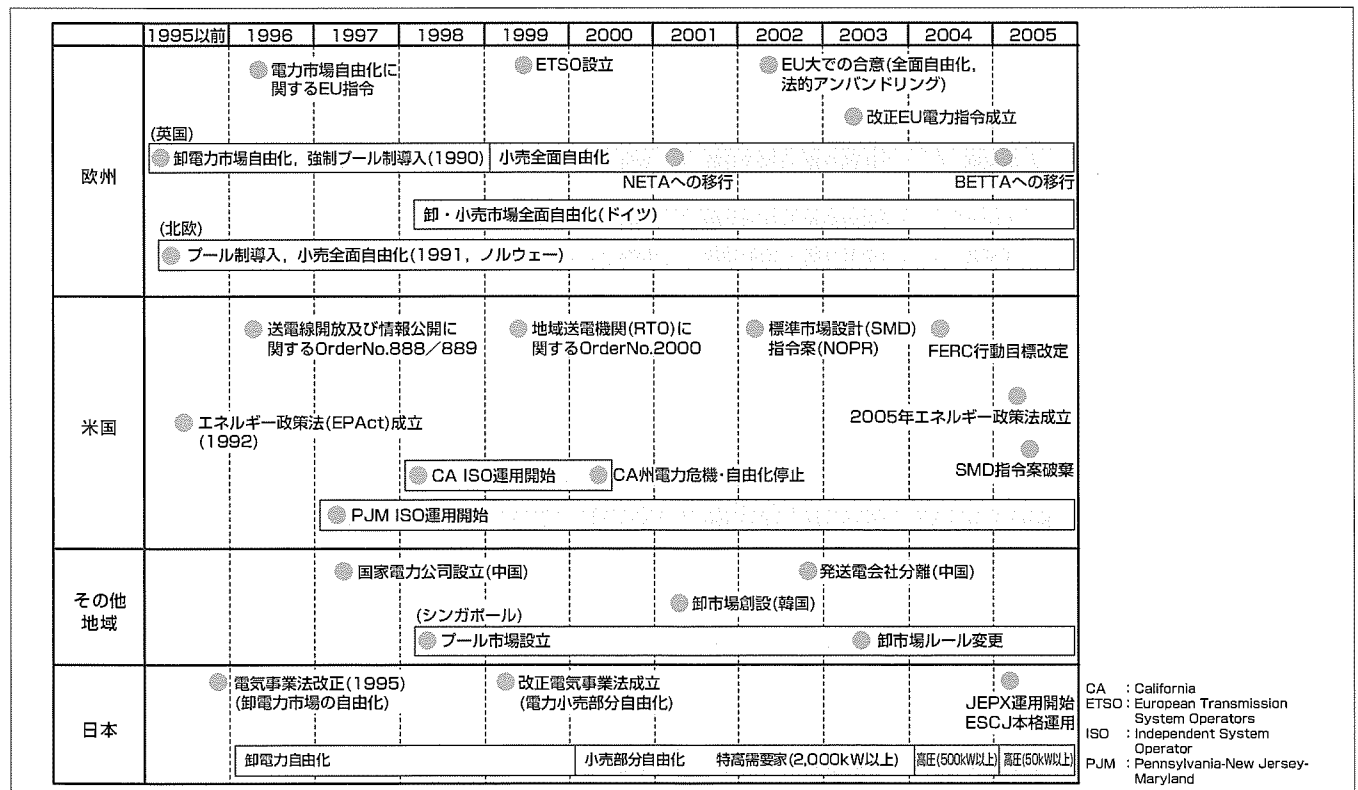 1995以前 1996 1997 1998 1999 2000 2001 2002 2003 2004 2005
欧州
電力市場自由化に
関するEU指令
ETSO設立
EU大での合意(全面自由化,
法的アンバンドリング)
改正EU電力指令成立
(英国)
卸電力市場自由化, 強制プール制導入(1990)
小売全面自由化
NETAへの移行
BETTAへの移行
卸・小売市場全面自由化(ドイツ)
(北欧)
プール制導入, 小売全面自由化(1991, ノルウェー)
米国
送電線開放及び情報公開に
関するOrderNo.888／889
地域送電機関(RTO)に
関するOrderNo.2000
標準市場設計(SMD)
指令案(NOPR)
FERC行動目標改定
エネルギー政策法(EPAct)成立
(1992)
2005年エネルギー政策法成立
SMD指令案破棄
CA ISO運用開始
CA州電力危機・自由化停止
PJM ISO運用開始
その他
地域
国家電力公司設立(中国)
発送電会社分離(中国)
卸市場創設(韓国)
(シンガポール)
プール市場設立
卸市場ルール変更
日本
電気事業法改正(1995)
(卸電力市場の自由化)
改正電気事業法成立
(電力小売部分自由化)
JEPX運用開始
ESCJ本格運用
卸電力自由化
小売部分自由化 特高需要家(2,000kW以上)
高圧(500kW以上)
高圧(50kW以上)
CA : California
ETSO : European Transmission
System Operators
ISO : Independent System
Operator
PJM : Pennsylvania-New Jersey-
Maryland